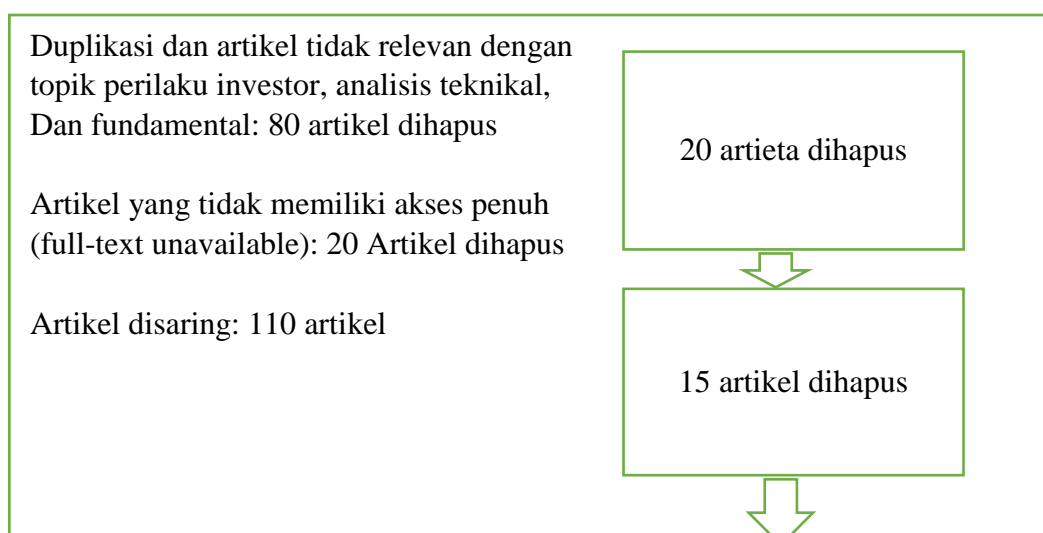 Duplikasi dan artikel tidak relevan dengan
topik perilaku investor, analisis teknikal,
Dan fundamental: 80 artikel dihapus
Artikel yang tidak memiliki akses penuh
(full-text unavailable): 20 Artikel dihapus
Artikel disaring: 110 artikel
20 artieta dihapus
15 artikel dihapus